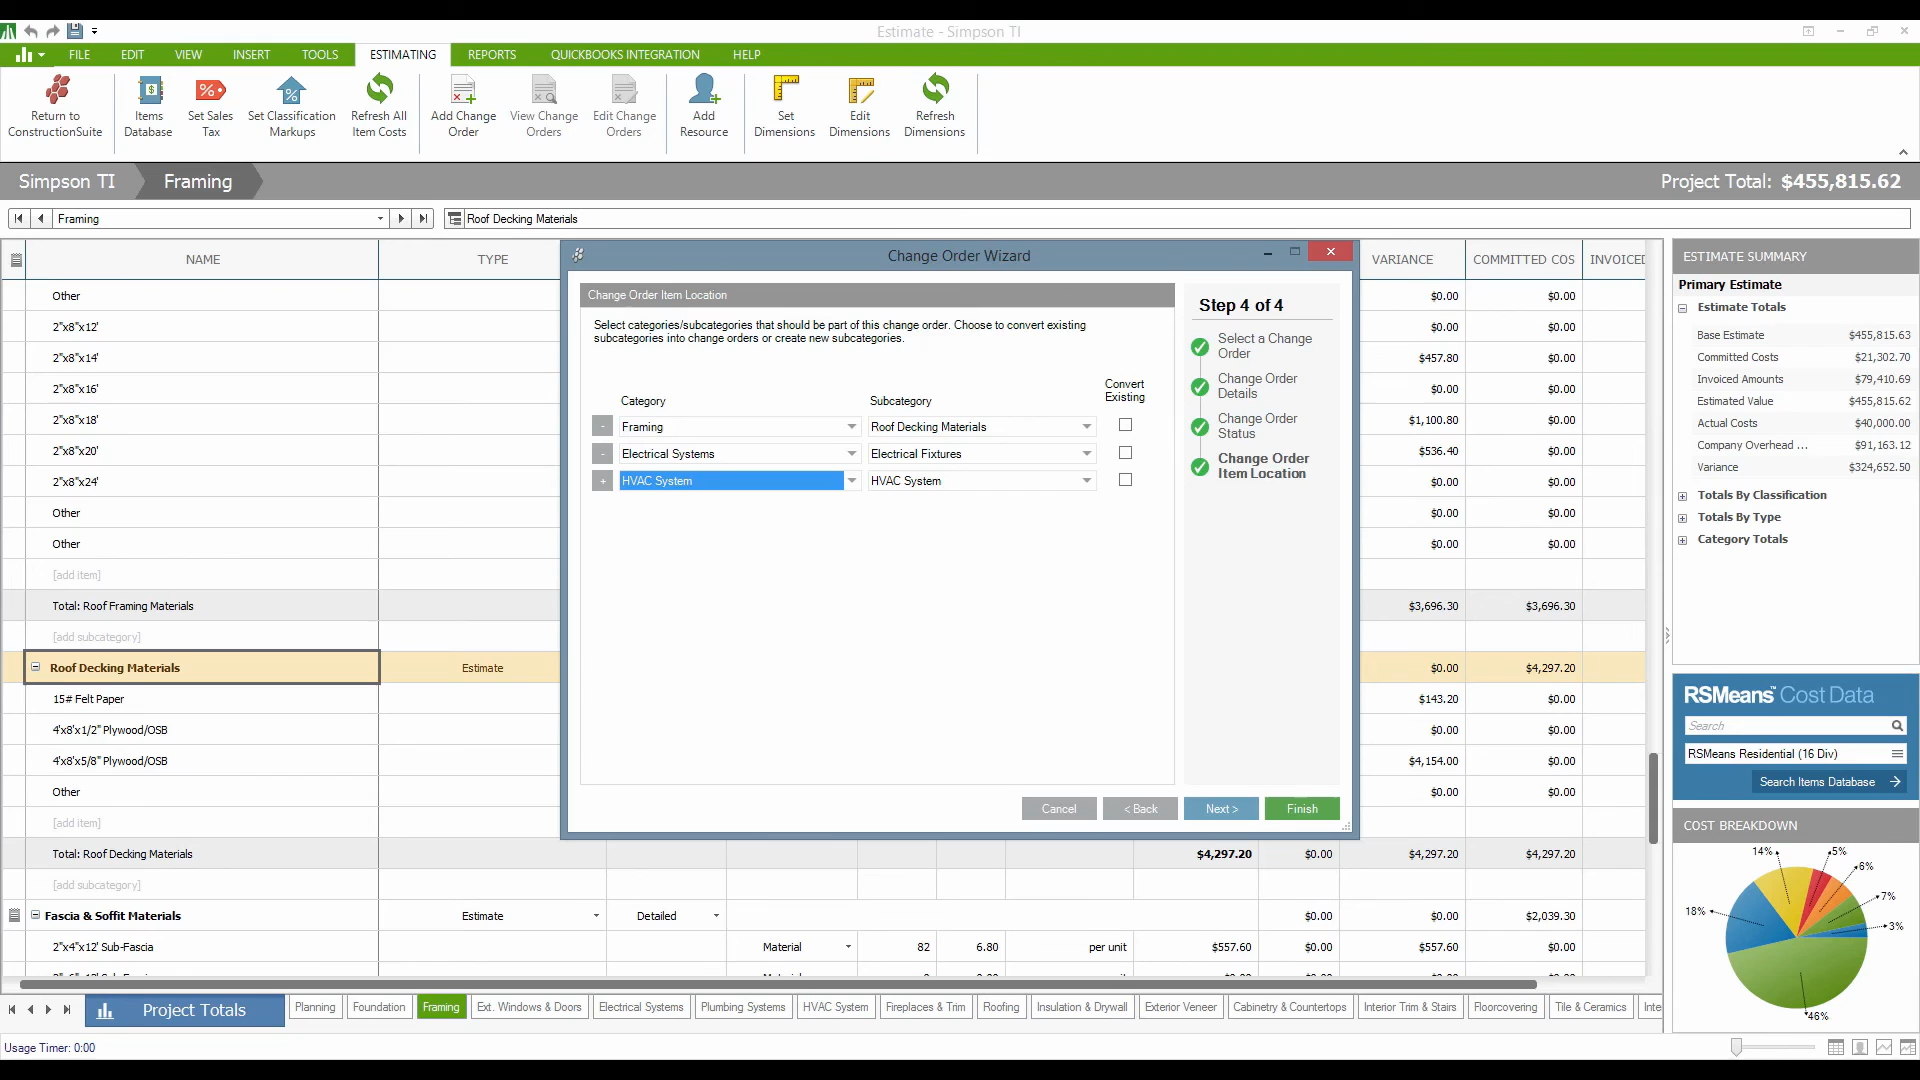 Estimate - Simpson TI
FILE EDIT VIEW INSERT TOOLS ESTIMATING REPORTS QUICKBOOKS INTEGRATION HELP
Return to ConstructionSuite
Items Database
Set Sales Tax
Set Classification Markups
Refresh All Item Costs
Add Change Order
View Change Orders
Edit Change Orders
Add Resource
Set Dimensions
Edit Dimensions
Refresh Dimensions
Simpson TI Framing Project Total: $455,815.62
Framing Roof Decking Materials
NAME TYPE VARIANCE COMMITTED COS INVOICED
Other $0.00 $0.00
2"x8"x12' $0.00 $0.00
2"x8"x14' $457.80 $0.00
2"x8"x16' $0.00 $0.00
2"x8"x18' $1,100.80 $0.00
2"x8"x20' $536.40 $0.00
2"x8"x24' $0.00 $0.00
Other $0.00 $0.00
Other $0.00 $0.00
[add item]
Total: Roof Framing Materials $3,696.30 $3,696.30
[add subcategory]
Roof Decking Materials Estimate $0.00 $4,297.20
15# Felt Paper $143.20 $0.00
4'x8'x1/2" Plywood/OSB $0.00 $0.00
4'x8'x5/8" Plywood/OSB $4,154.00 $0.00
Other $0.00 $0.00
[add item]
Total: Roof Decking Materials $4,297.20 $0.00 $4,297.20 $4,297.20
[add subcategory]
Fascia & Soffit Materials Estimate Detailed $0.00 $0.00 $2,039.30
2"x4"x12' Sub-Fascia Material 82 6.80 per unit $557.60 $0.00 $557.60 $0.00
Change Order Wizard
Change Order Item Location
Select categories/subcategories that should be part of this change order. Choose to convert existing
subcategories into change orders or create new subcategories.
Category Subcategory Convert Existing
- Framing Roof Decking Materials
- Electrical Systems Electrical Fixtures
+ HVAC System HVAC System
Step 4 of 4
Select a Change
Order
Change Order
Details
Change Order
Status
Change Order
Item Location
Cancel < Back Next > Finish
ESTIMATE SUMMARY
Primary Estimate
Estimate Totals
Base Estimate $455,815.63
Committed Costs $21,302.70
Invoiced Amounts $79,410.69
Estimated Value $455,815.62
Actual Costs $40,000.00
Company Overhead ... $91,163.12
Variance $324,652.50
Totals By Classification
Totals By Type
Category Totals
RSMeans™ Cost Data
Search
RSMeans Residential (16 Div)
Search Items Database
COST BREAKDOWN
14% 5%
6%
7%
18%
3%
46%
Project Totals Planning Foundation Framing Ext. Windows & Doors Electrical Systems Plumbing Systems HVAC System Fireplaces & Trim Roofing Insulation & Drywall Exterior Veneer Cabinetry & Countertops Interior Trim & Stairs Floorcovering Tile & Ceramics Inte
Usage Timer: 0:00